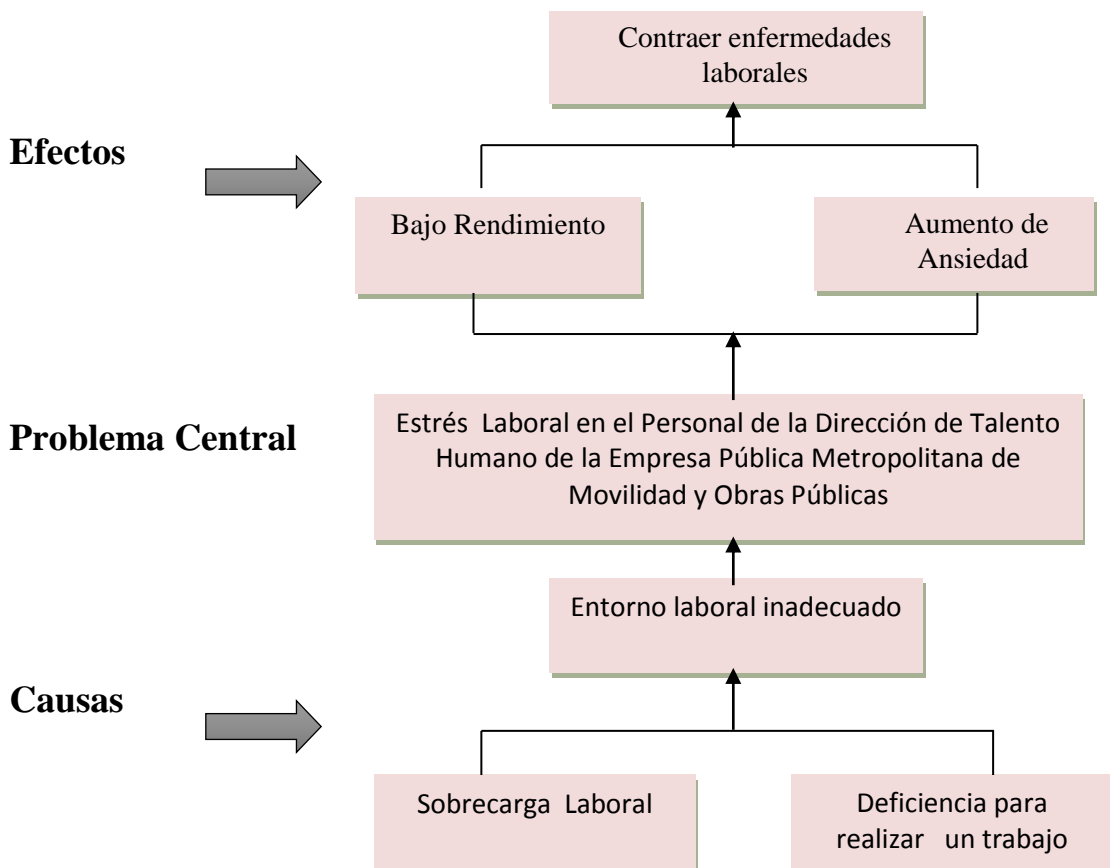 Contraer enfermedades
laborales
Efectos
Bajo Rendimiento
Aumento de
Ansiedad
Problema Central
Estrés Laboral en el Personal de la Dirección de Talento
Humano de la Empresa Pública Metropolitana de
Movilidad y Obras Públicas
Entorno laboral inadecuado
Causas
Sobrecarga Laboral
Deficiencia para
realizar un trabajo